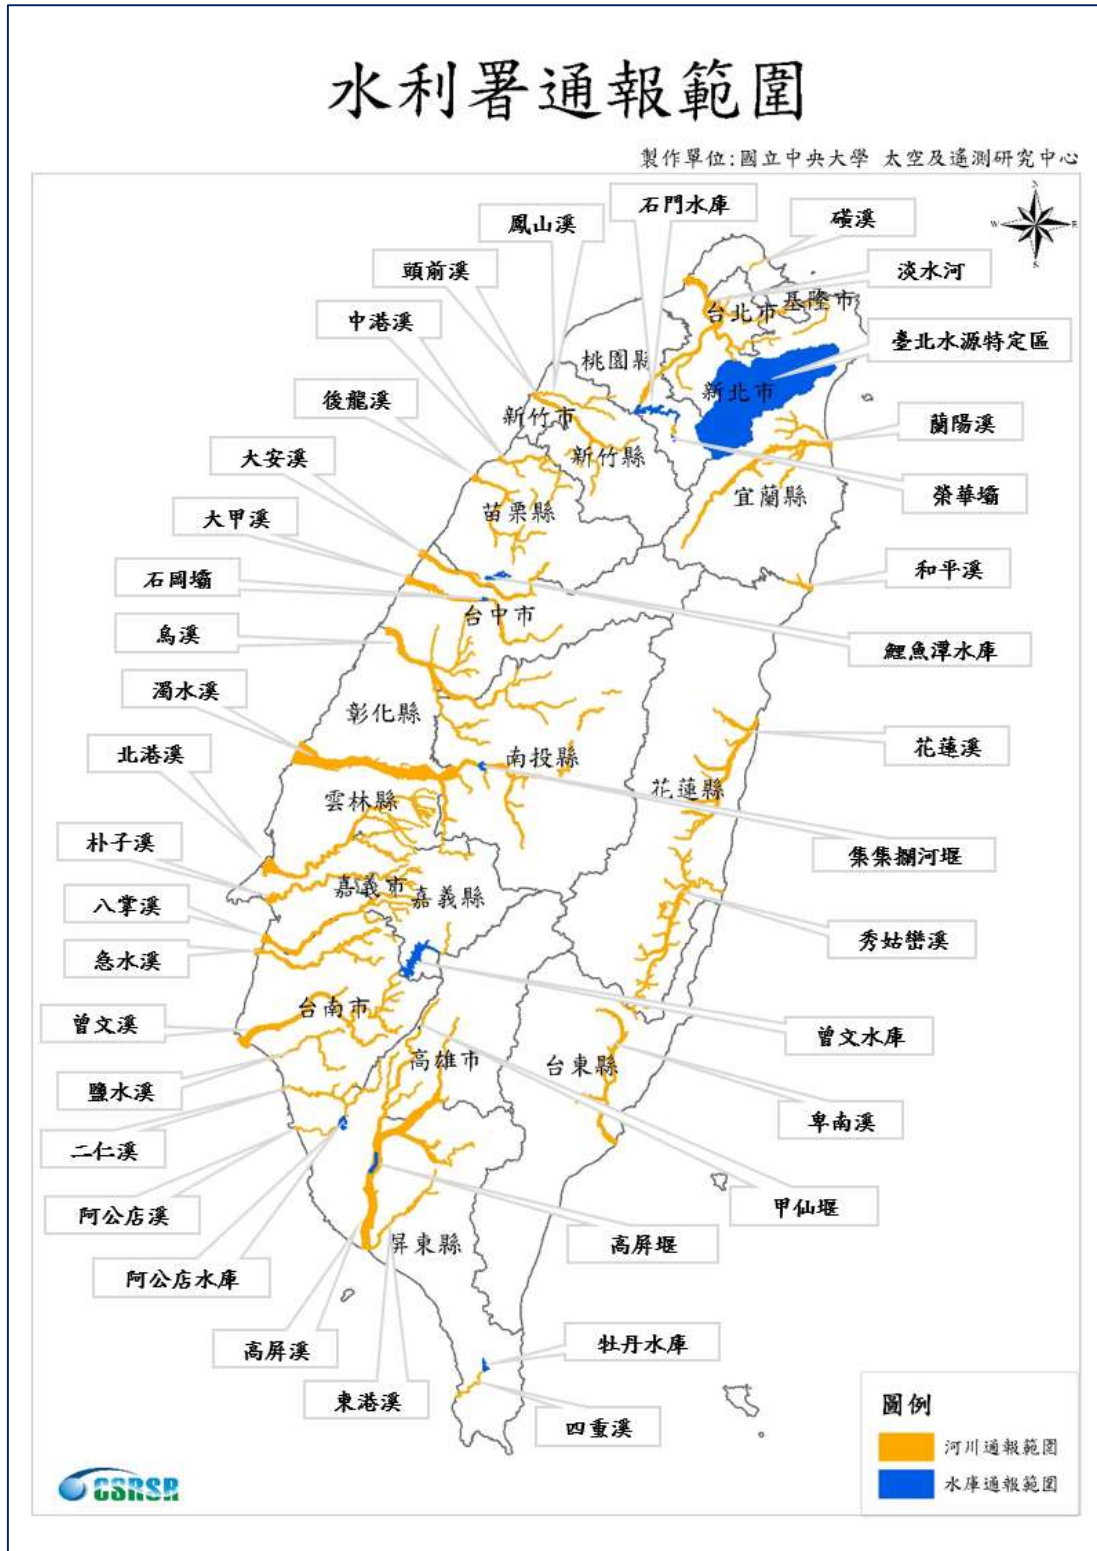 水利署通報範圍
製作單位:國立中央大學 太空及遙測研究中心
石門水庫
磺溪
鳳山溪
淡水河
頭前溪
基隆市
台北市
中港溪
臺北水源特定區
桃園縣
新北市
後龍溪
新竹市
蘭陽溪
大安溪
新竹縣
榮華壩
宜蘭縣
大甲溪
苗栗縣
和平溪
石岡壩
台中市
烏溪
鯉魚潭水庫
濁水溪
彰化縣
花蓮溪
北港溪
南投縣
花蓮縣
雲林縣
朴子溪
集集攔河堰
嘉義市
嘉義縣
八掌溪
秀姑巒溪
急水溪
台南市
曾文溪
曾文水庫
高雄市
台東縣
鹽水溪
卑南溪
二仁溪
甲仙堰
阿公店溪
高屏堰
屏東縣
阿公店水庫
高屏溪
牡丹水庫
東港溪
四重溪
圖例
河川通報範圍
水庫通報範圍
CSRSR
N
W
E
S